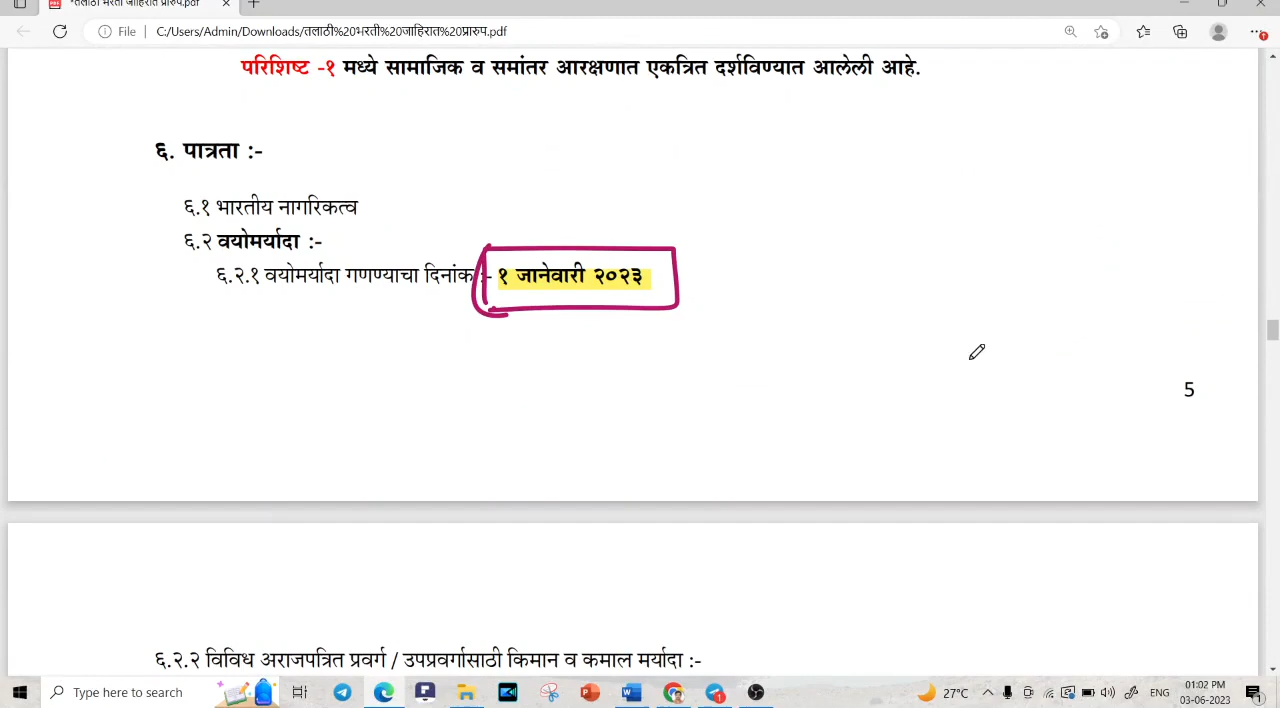 *तलाठी भरती जाहिरात प्रारुप.pdf
File
C:/Users/Admin/Downloads/तलाठी%20भरती%20जाहिरात%20प्रारुप.pdf
परिशिष्ट -१ मध्ये सामाजिक व समांतर आरक्षणात एकत्रित दर्शविण्यात आलेली आहे.
६. पात्रता :-
६.१ भारतीय नागरिकत्व
६.२ वयोमर्यादा :-
६.२.१ वयोमर्यादा गणण्याचा दिनांक :- १ जानेवारी २०२३
5
६.२.२ विविध अराजपत्रित प्रवर्ग / उपप्रवर्गासाठी किमान व कमाल मर्यादा :-
Type here to search
27°C
ENG
01:02 PM
03-06-2023